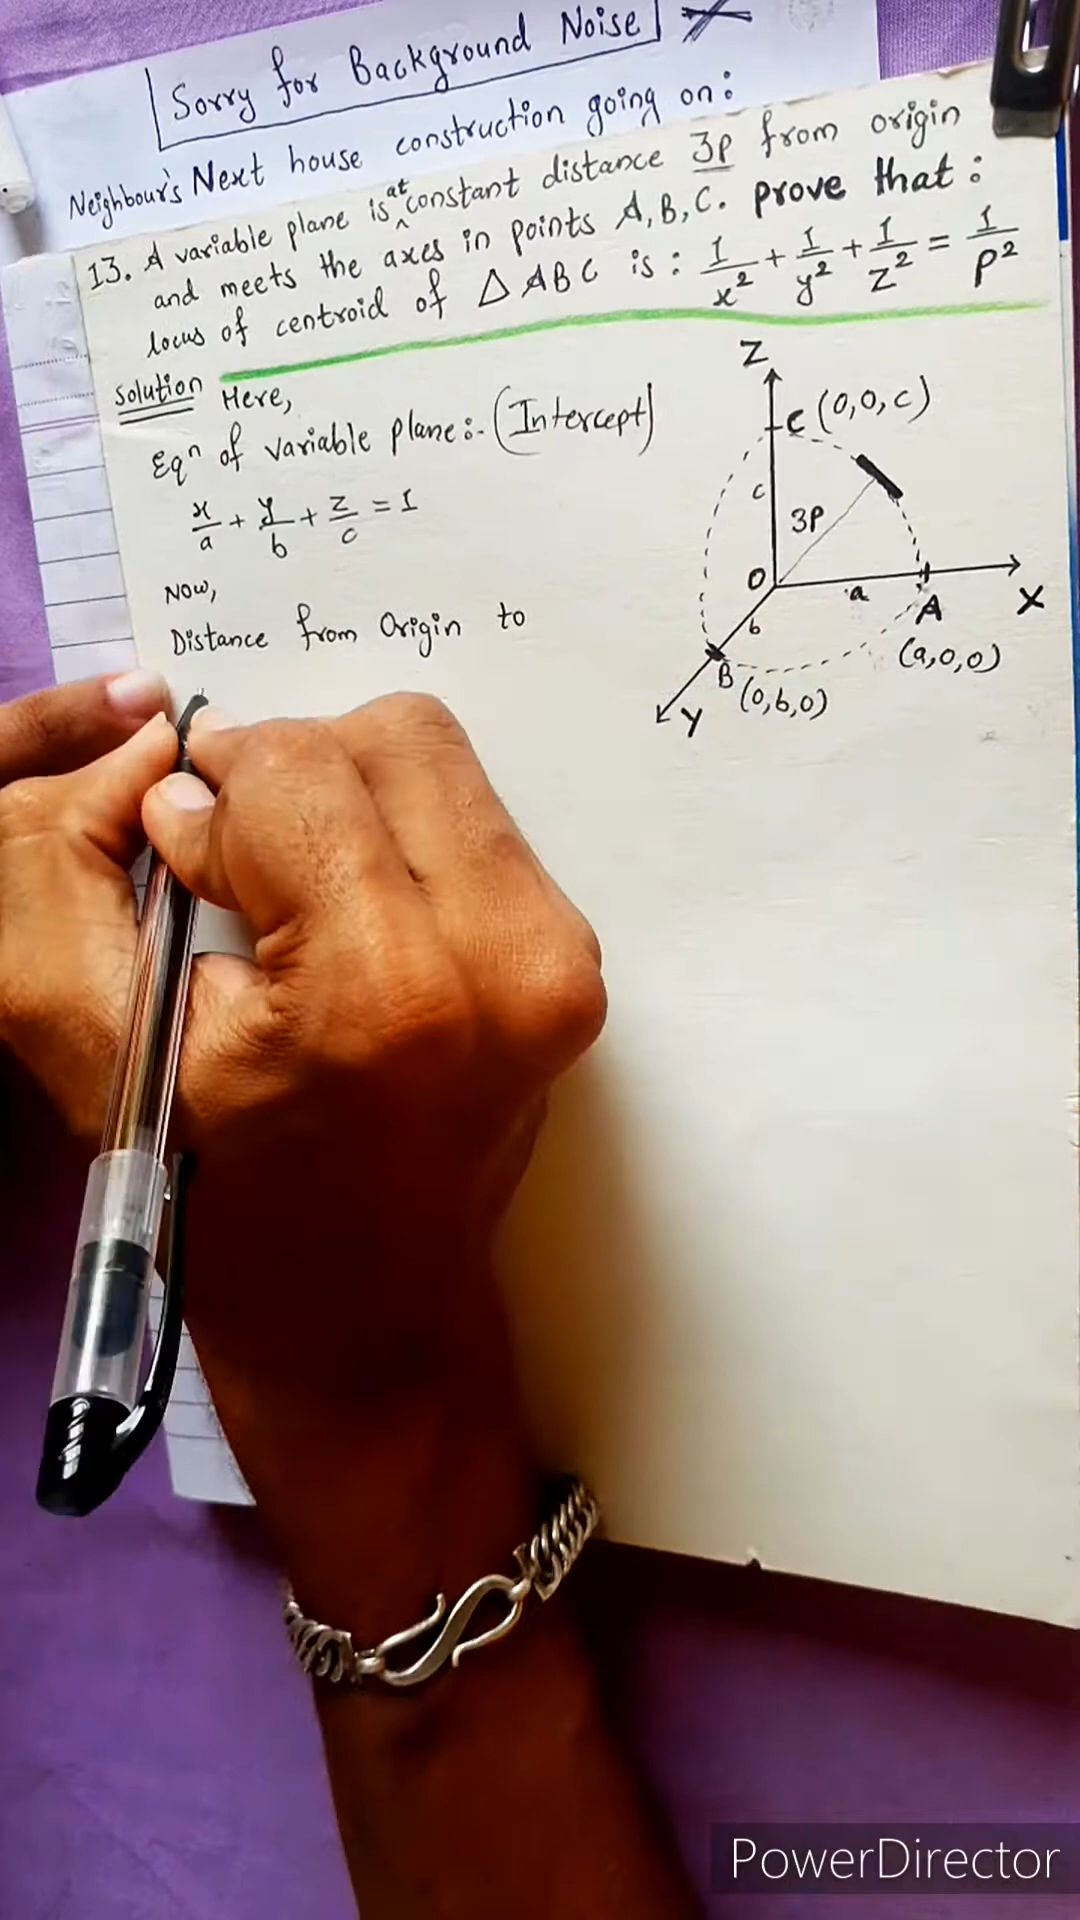 Sorry for Background Noise
Neighbour's Next house construction going on:
13. A variable plane is at constant distance 3P from origin
and meets the axes in points A, B, C. prove that:
locus of centroid of △ ABC is: 1/x² + 1/y² + 1/z² = 1/p²
Solution Here,
Eqⁿ of variable plane:- (Intercept)
x/a + y/b + z/c = 1
Now,
Distance from Origin to
Z
C (0,0,c)
c
3P
O
a
X
A
(a,0,0)
b
B (0,b,0)
Y
PowerDirector